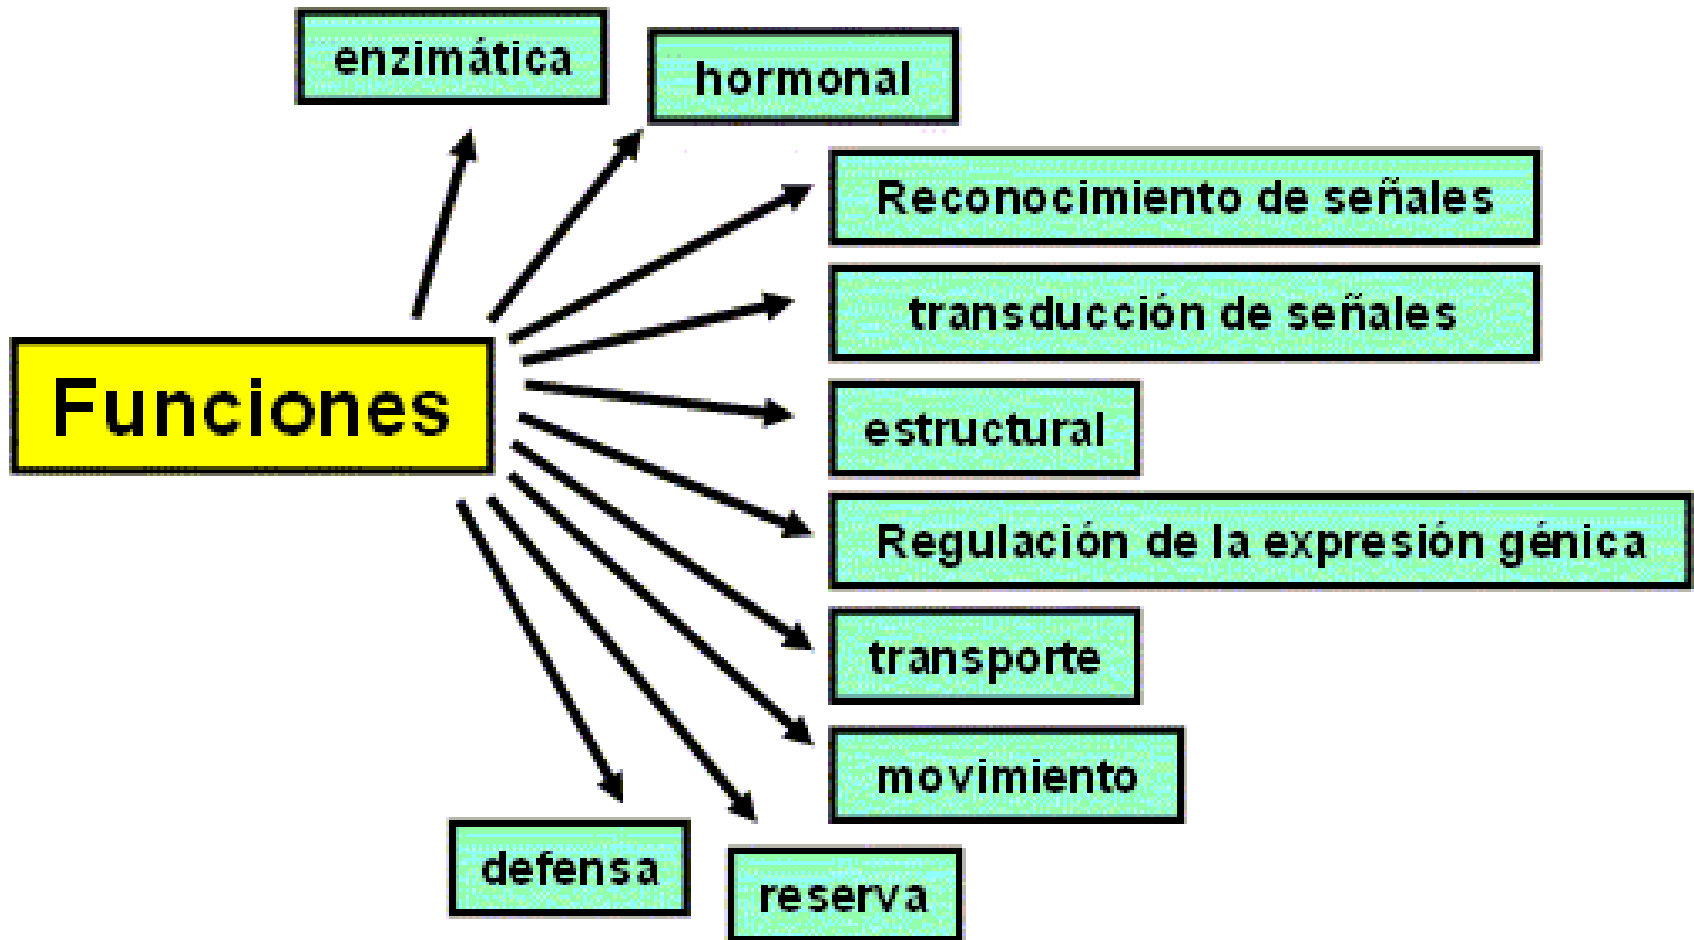 enzimática
hormonal
Reconocimiento de señales
transducción de señales
Funciones
estructural
Regulación de la expresión génica
transporte
movimiento
defensa
reserva